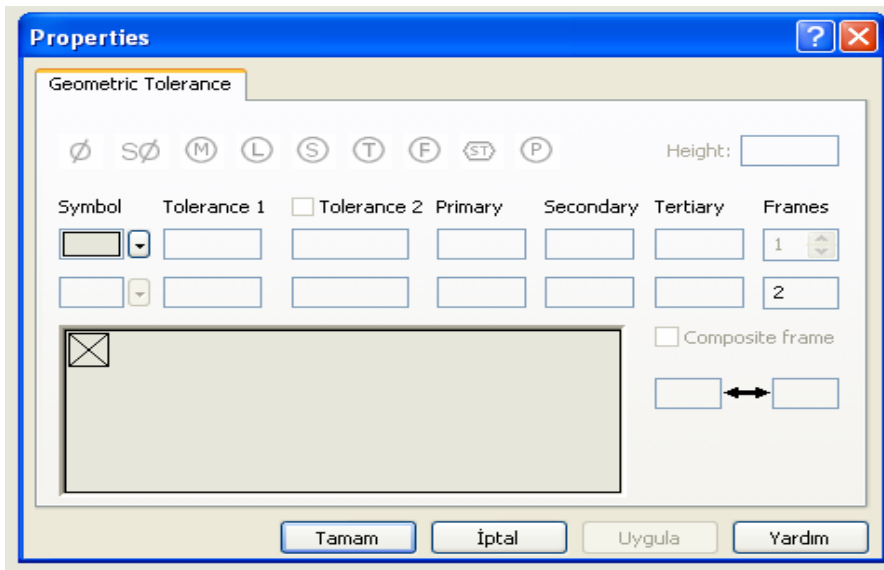 Properties
Geometric Tolerance
Ø SØ Ⓜ Ⓛ Ⓢ Ⓣ Ⓕ ST Ⓟ Height:
Symbol Tolerance 1 Tolerance 2 Primary Secondary Tertiary Frames
1
2
Composite frame
Tamam İptal Uygula Yardım